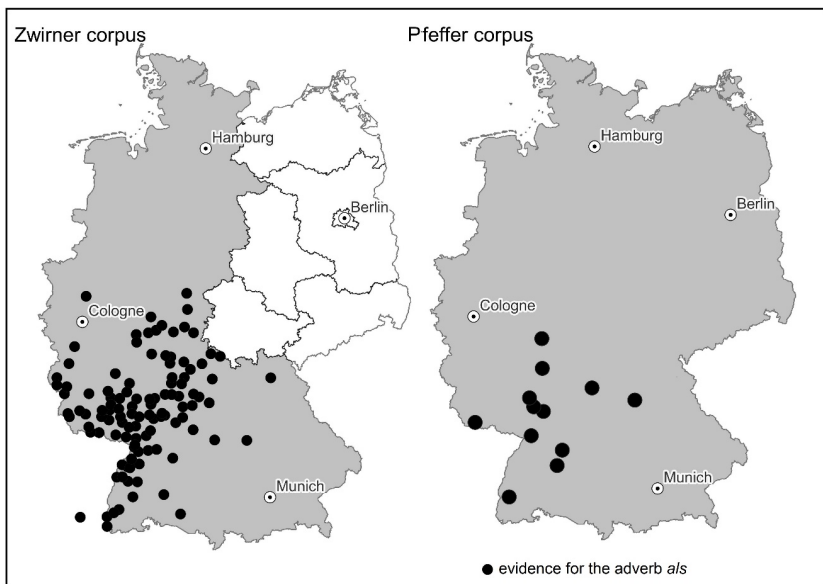 Zwirner corpus
Hamburg
Berlin
Cologne
Munich
Pfeffer corpus
Hamburg
Berlin
Cologne
Munich
evidence for the adverb als